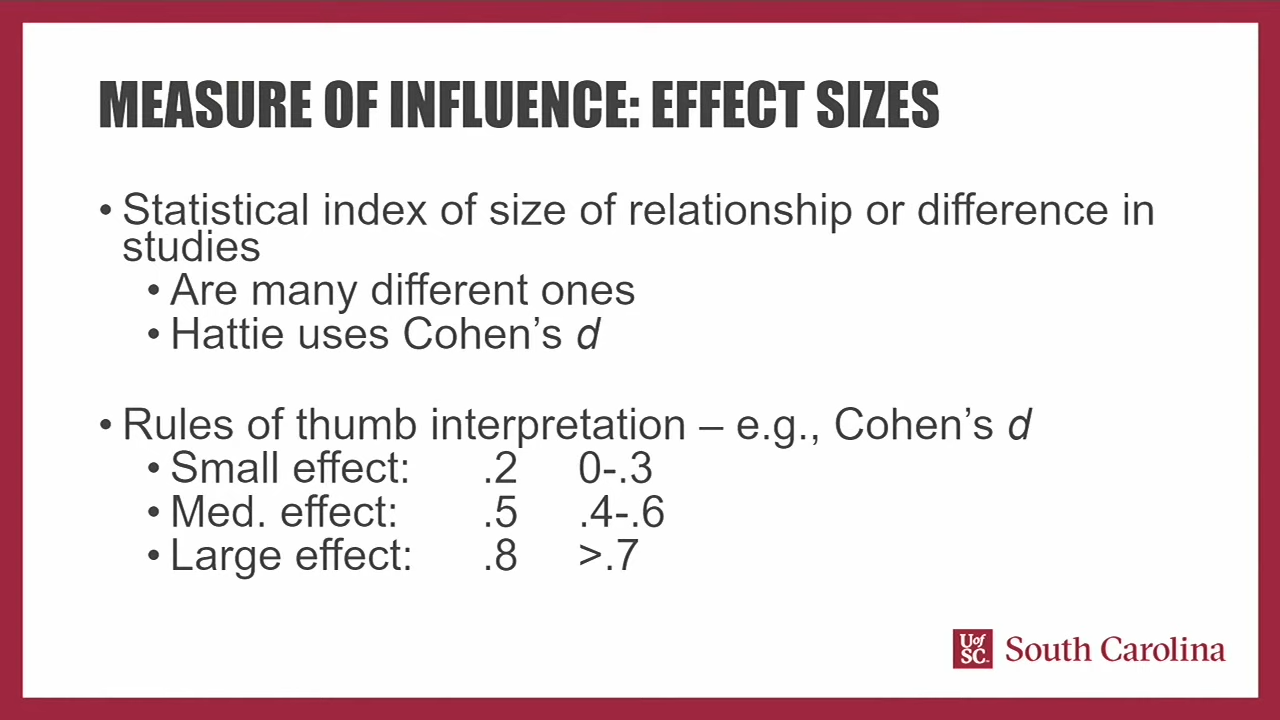 MEASURE OF INFLUENCE: EFFECT SIZES
• Statistical index of size of relationship or difference in
studies
• Are many different ones
• Hattie uses Cohen’s d
• Rules of thumb interpretation – e.g., Cohen’s d
• Small effect: .2 0-.3
• Med. effect: .5 .4-.6
• Large effect: .8 >.7
UofSC. South Carolina